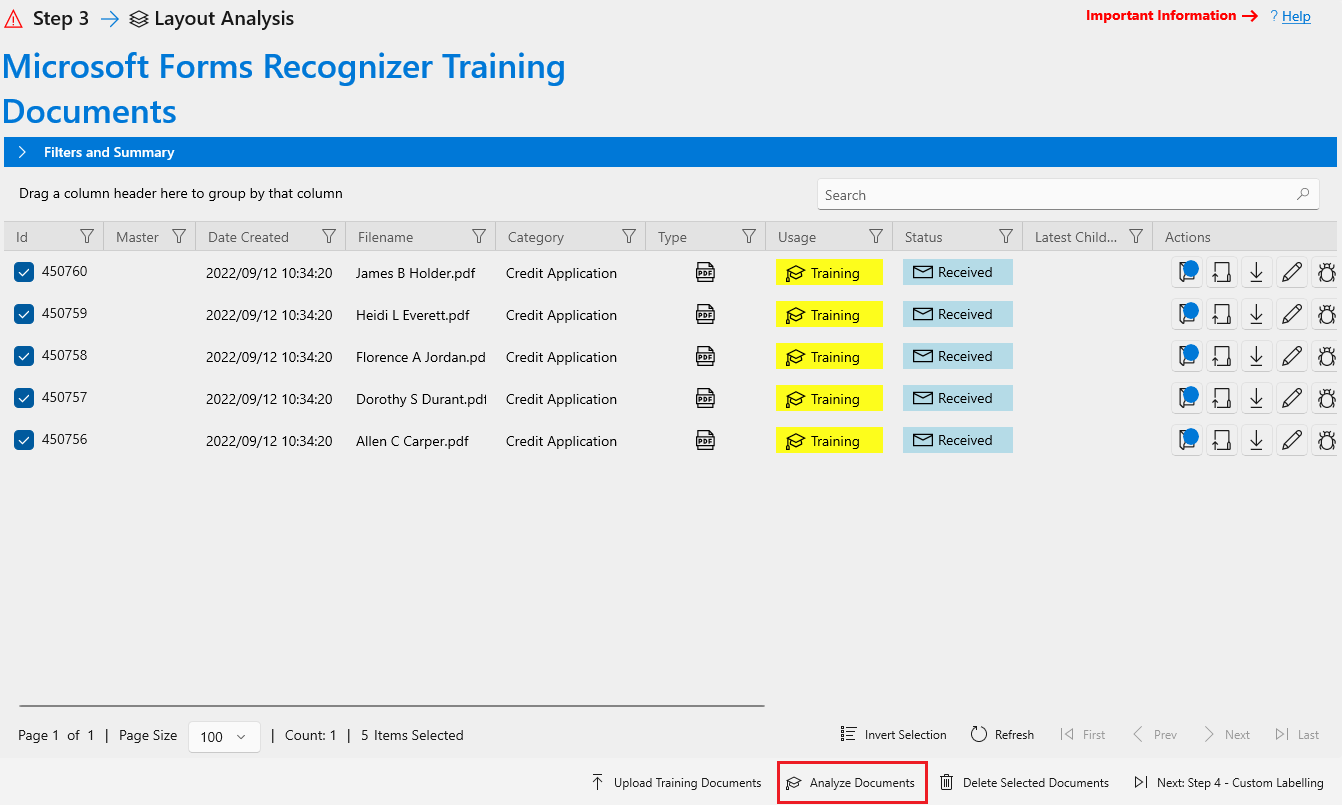 Step 3 → Layout Analysis
Important Information → ? Help
Microsoft Forms Recognizer Training
Documents
Filters and Summary
Drag a column header here to group by that column
Search
Id Master Date Created Filename Category Type Usage Status Latest Child... Actions
450760 2022/09/12 10:34:20 James B Holder.pdf Credit Application PDF Training Received
450759 2022/09/12 10:34:20 Heidi L Everett.pdf Credit Application PDF Training Received
450758 2022/09/12 10:34:20 Florence A Jordan.pd Credit Application PDF Training Received
450757 2022/09/12 10:34:20 Dorothy S Durant.pdf Credit Application PDF Training Received
450756 2022/09/12 10:34:20 Allen C Carper.pdf Credit Application PDF Training Received
Page 1 of 1 | Page Size 100 | Count: 1 | 5 Items Selected Invert Selection Refresh First Prev Next Last
Upload Training Documents Analyze Documents Delete Selected Documents Next: Step 4 - Custom Labelling